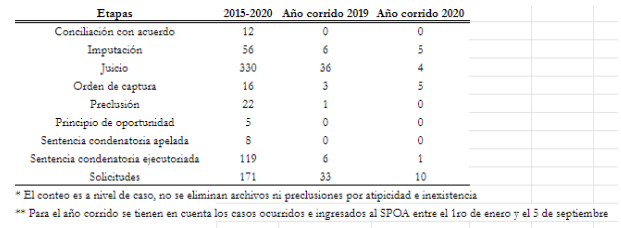 Etapas 2015-2020 Año corrido 2019 Año corrido 2020
Conciliación con acuerdo 12 0 0
Imputación 56 6 5
Juicio 330 36 4
Orden de captura 16 3 5
Preclusión 22 1 0
Principio de oportunidad 5 0 0
Sentencia condenatoria apelada 8 0 0
Sentencia condenatoria ejecutoriada 119 6 1
Solicitudes 171 33 10
* El conteo es a nivel de caso, no se eliminan archivos ni preclusiones por atipicidad e inexistencia
** Para el año corrido se tienen en cuenta los casos ocurridos e ingresados al SPOA entre el 1ro de enero y el 5 de septiembre